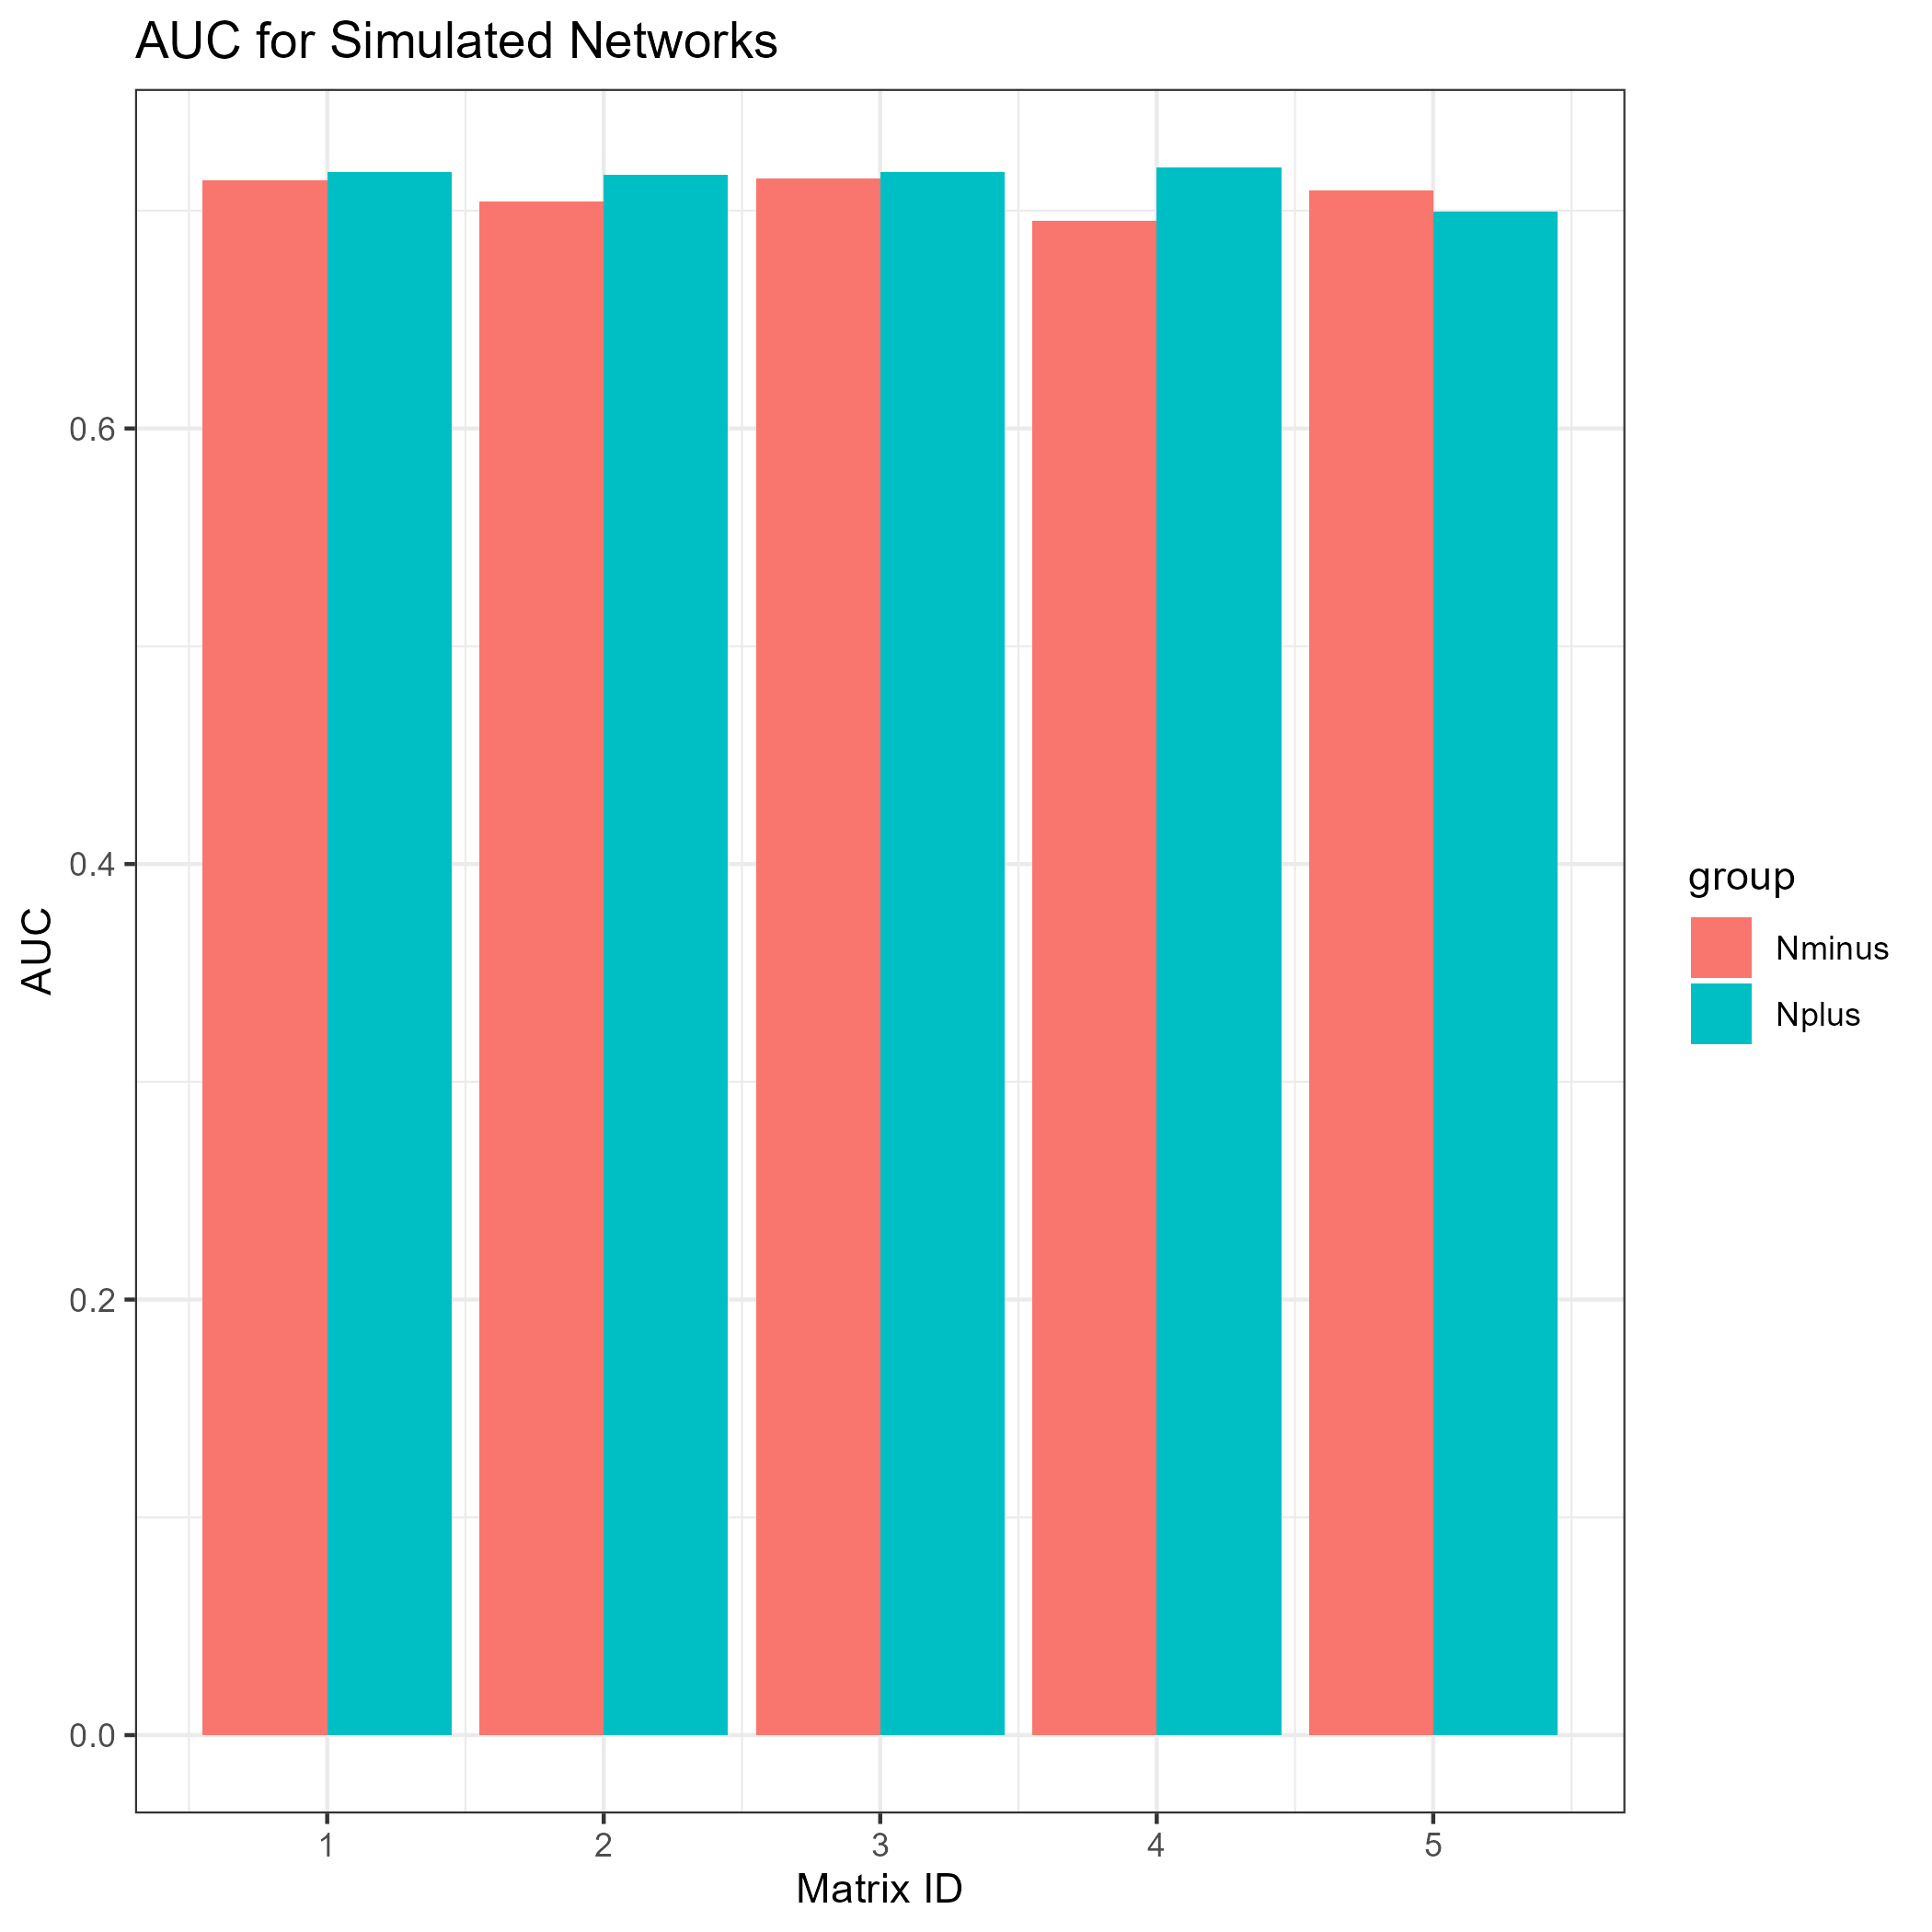 AUC for Simulated Networks
0.6
0.4
0.2
0.0
AUC
1 2 3 4 5
Matrix ID
group
Nminus
Nplus